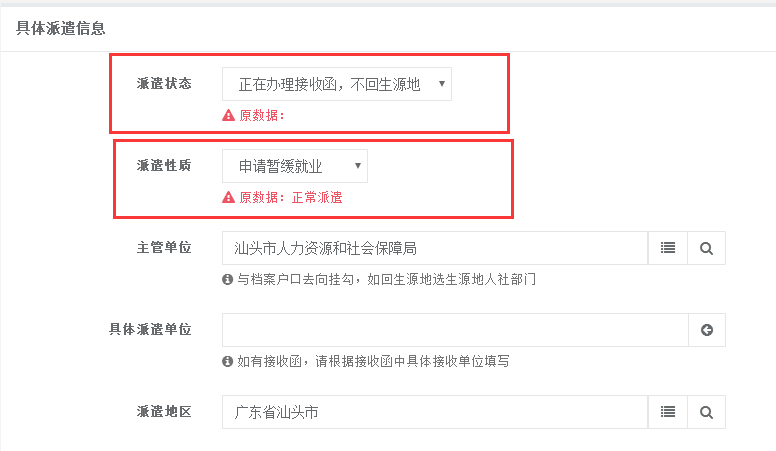 具体派遣信息
派遣状态 正在办理接收函，不回生源地
原数据：
派遣性质 申请暂缓就业
原数据：正常派遣
主管单位 汕头市人力资源和社会保障局
与档案户口去向挂勾，如回生源地选生源地人社部门
具体派遣单位
如有接收函，请根据接收函中具体接收单位填写
派遣地区 广东省汕头市